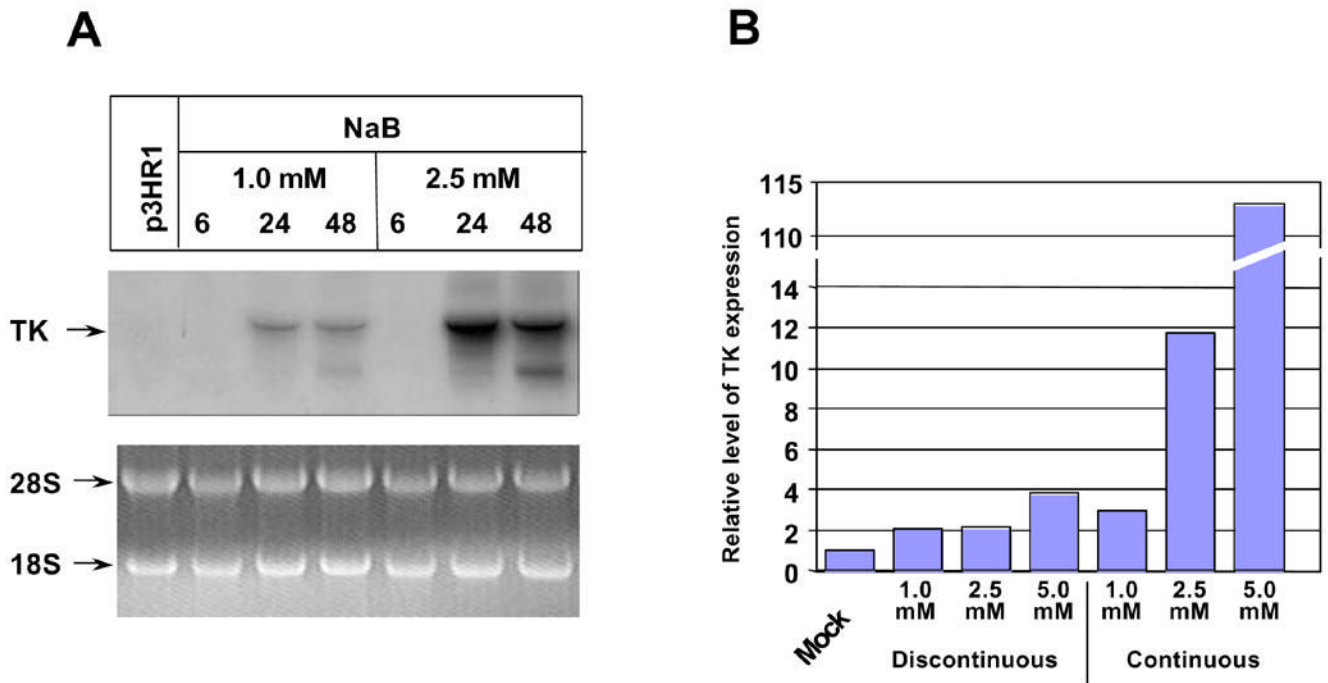 A
p3HR1
NaB
1.0 mM 2.5 mM
6 24 48 6 24 48
TK
28S
18S
B
Relative level of TK expression
115
110
14
12
10
8
6
4
2
0
Mock
1.0 2.5 5.0 1.0 2.5 5.0
mM mM mM mM mM mM
Discontinuous Continuous